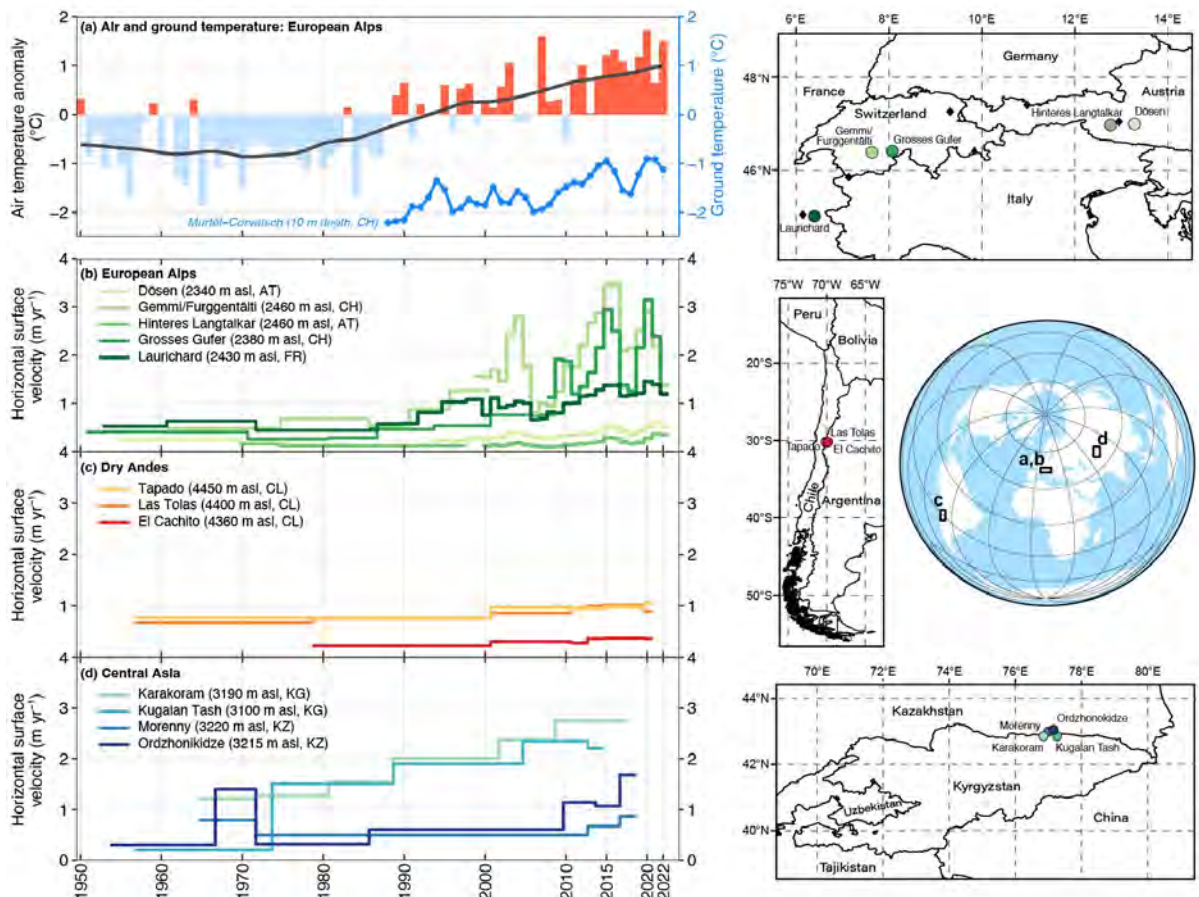 (a) Air and ground temperature: European Alps
Air temperature anomaly
(°C)
2
1
0
−1
−2
Ground temperature (°C)
2
1
0
−1
−2
Murtèl–Corvatsch (10 m depth, CH)
(b) European Alps
Dösen (2340 m asl, AT)
Gemmi/Furggentälti (2460 m asl, CH)
Hinteres Langtalkar (2460 m asl, AT)
Grosses Gufer (2380 m asl, CH)
Laurichard (2430 m asl, FR)
Horizontal surface
velocity (m yr⁻¹)
4
3
2
1
4
3
2
1
(c) Dry Andes
Tapado (4450 m asl, CL)
Las Tolas (4400 m asl, CL)
El Cachito (4360 m asl, CL)
Horizontal surface
velocity (m yr⁻¹)
4
3
2
1
4
3
2
1
(d) Central Asia
Karakoram (3190 m asl, KG)
Kugalan Tash (3100 m asl, KG)
Morenny (3220 m asl, KZ)
Ordzhonikidze (3215 m asl, KZ)
Horizontal surface
velocity (m yr⁻¹)
4
3
2
1
0
4
3
2
1
0
1950
1960
1970
1980
1990
2000
2010
2020
2022
6°E 8°E 10°E 12°E 14°E
48°N
46°N
Germany
France
Austria
Switzerland
Hinteres Langtalkar
Dösen
Gemmi/
Furggentälti
Grosses Gufer
Italy
Laurichard
75°W 70°W 65°W
Peru
Bolivia
20°S
30°S
40°S
50°S
Las Tolas
Tapado
El Cachito
Chile
Argentina
a,b
c
d
70°E 72°E 74°E 76°E 78°E 80°E
44°N
42°N
40°N
Kazakhstan
Ordzhonokidze
Morenny
Karakoram
Kugalan Tash
Kyrgyzstan
Uzbekistan
China
Tajikistan